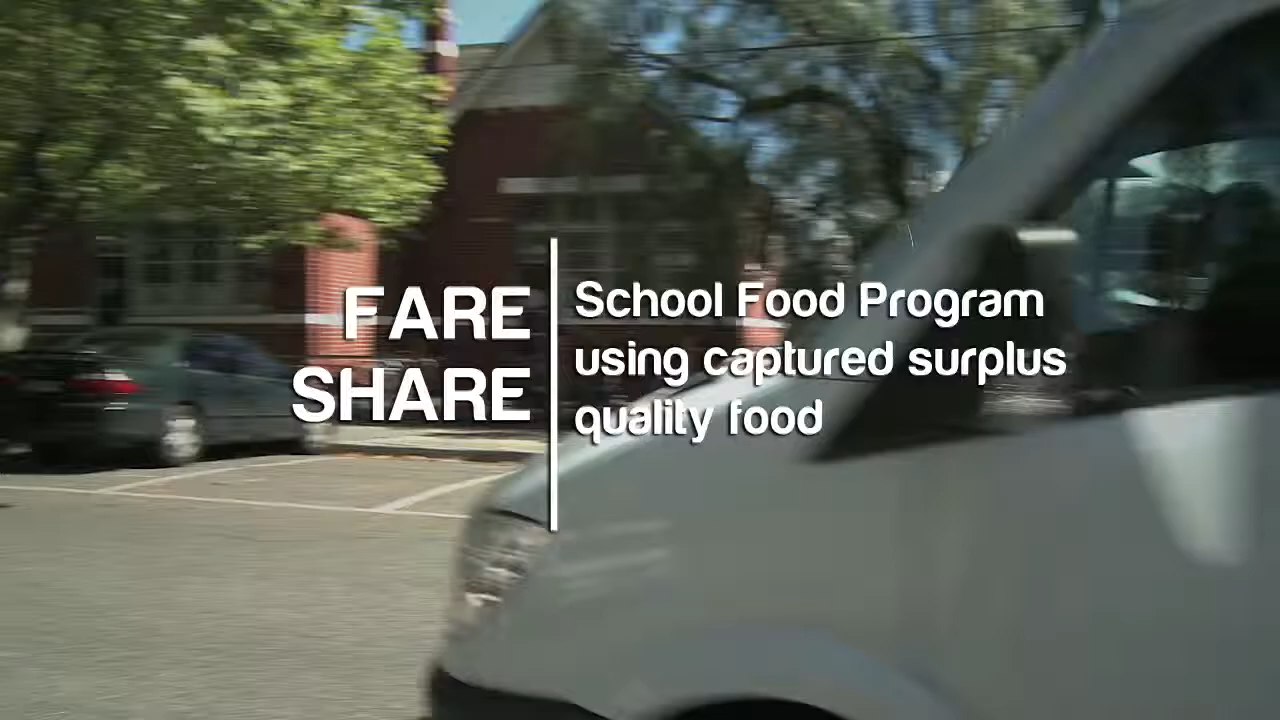 FARE
SHARE
School Food Program
using captured surplus
quality food